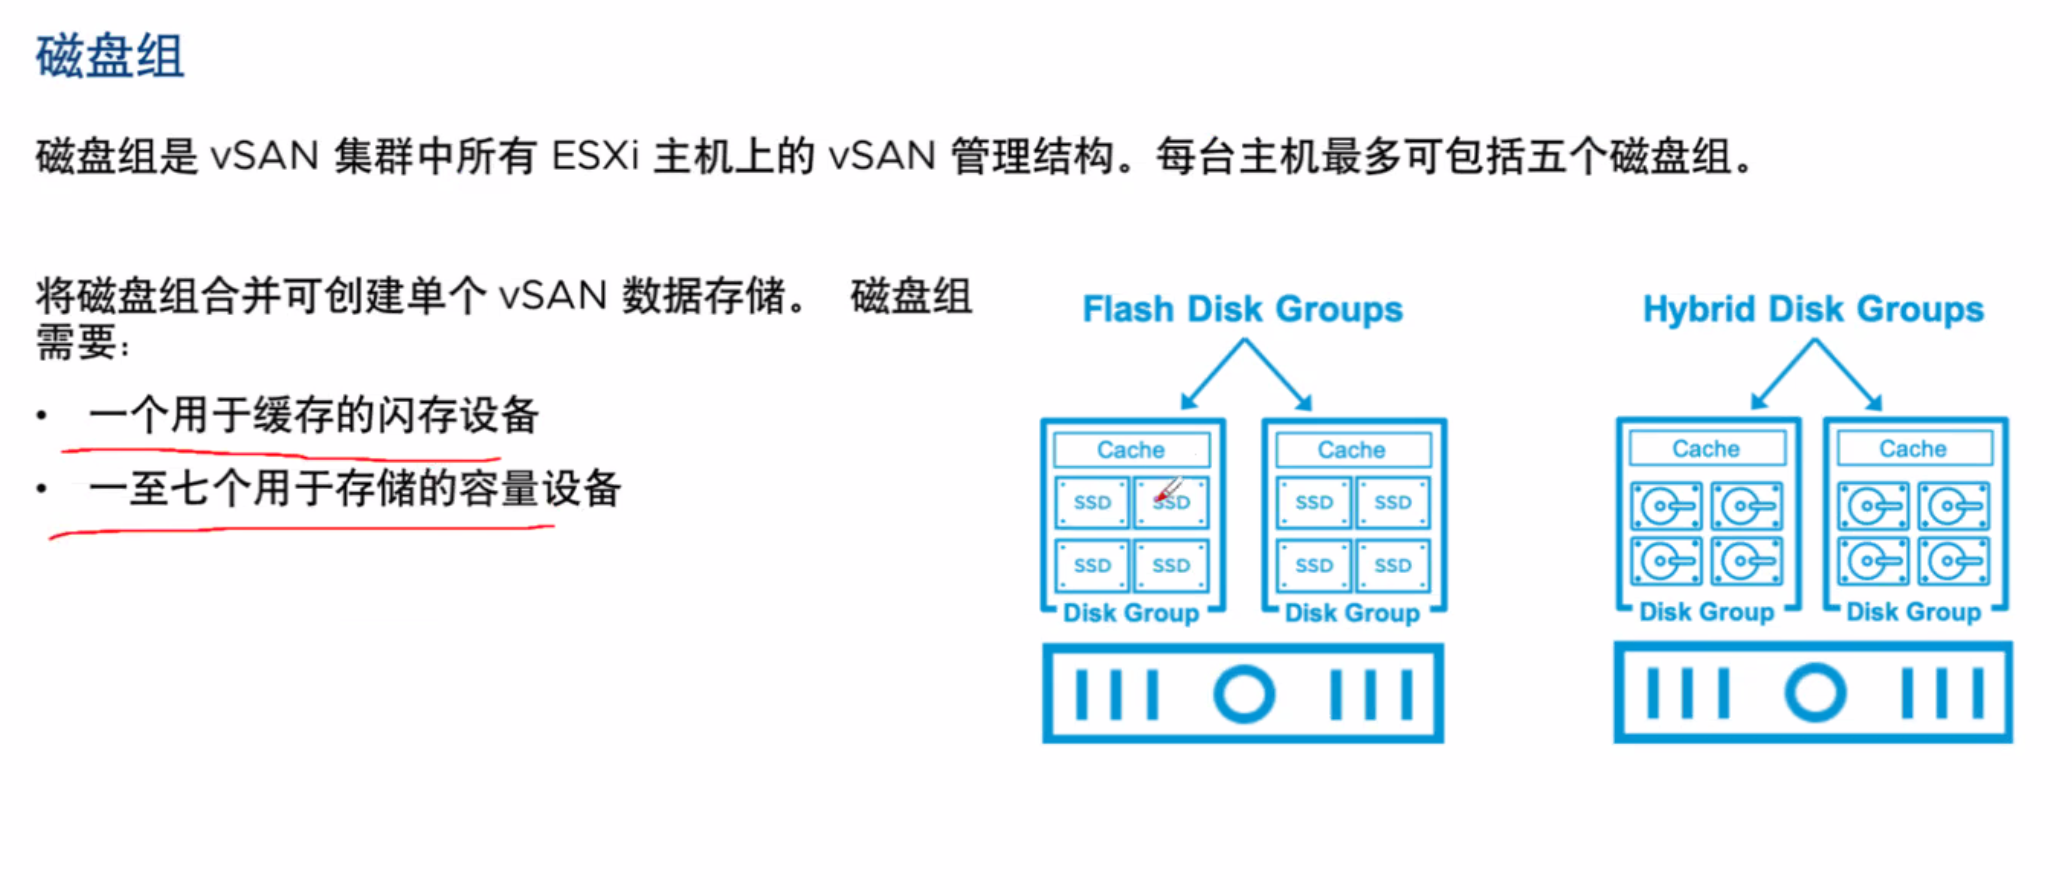 磁盘组
磁盘组是 vSAN 集群中所有 ESXi 主机上的 vSAN 管理结构。每台主机最多可包括五个磁盘组。
将磁盘组合并可创建单个 vSAN 数据存储。 磁盘组
需要:
• 一个用于缓存的闪存设备
• 一至七个用于存储的容量设备
Flash Disk Groups
Cache
SSD SSD
SSD SSD
Disk Group
Cache
SSD SSD
SSD SSD
Disk Group
Hybrid Disk Groups
Cache
Disk Group
Cache
Disk Group